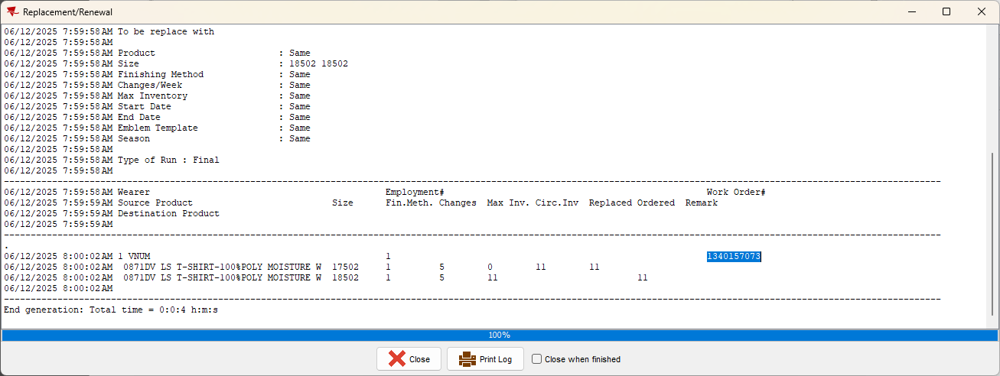 Replacement/Renewal
06/12/2025 7:59:58 AM To be replace with
06/12/2025 7:59:58 AM
06/12/2025 7:59:58 AM Product : Same
06/12/2025 7:59:58 AM Size : 18502 18502
06/12/2025 7:59:58 AM Finishing Method : Same
06/12/2025 7:59:58 AM Changes/Week : Same
06/12/2025 7:59:58 AM Max Inventory : Same
06/12/2025 7:59:58 AM Start Date : Same
06/12/2025 7:59:58 AM End Date : Same
06/12/2025 7:59:58 AM Emblem Template : Same
06/12/2025 7:59:58 AM Season : Same
06/12/2025 7:59:58 AM
06/12/2025 7:59:58 AM Type of Run : Final
06/12/2025 7:59:58 AM
06/12/2025 7:59:58 AM Wearer Employment# Work Order#
06/12/2025 7:59:59 AM Source Product Size Fin.Meth. Changes Max Inv. Circ.Inv Replaced Ordered Remark
06/12/2025 7:59:59 AM Destination Product
06/12/2025 7:59:59 AM
.
06/12/2025 8:00:02 AM 1 VNUM 1 1340157073
06/12/2025 8:00:02 AM 0871DV LS T-SHIRT-100%POLY MOISTURE W 17502 1 5 0 11 11
06/12/2025 8:00:02 AM 0871DV LS T-SHIRT-100%POLY MOISTURE W 18502 1 5 11 11
06/12/2025 8:00:02 AM
End generation: Total time = 0:0:4 h:m:s
100%
Close Print Log Close when finished